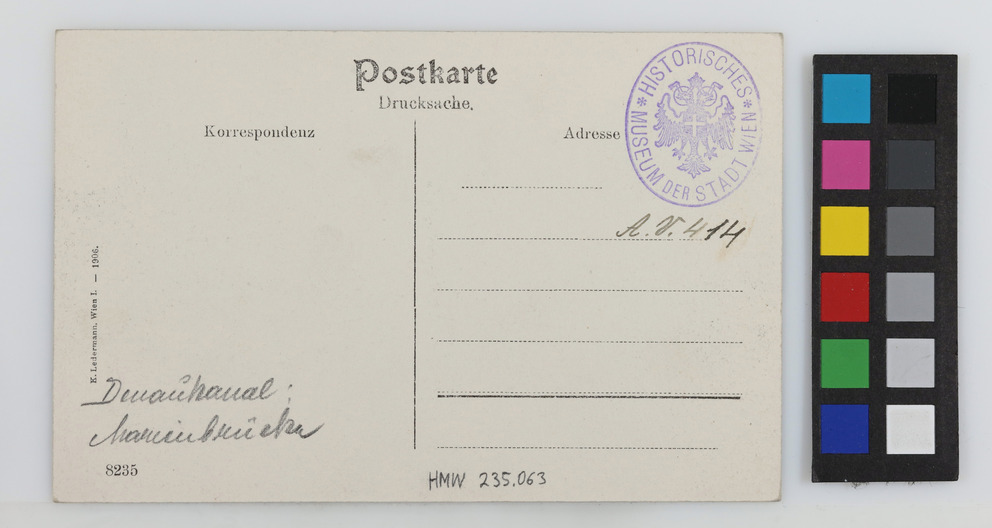 Postkarte
Drucksache.
Korrespondenz
Adresse
* HISTORISCHES * MUSEUM DER STADT WIEN
A.V. 414
K. Ledermann, Wien I. — 1906.
Donaukanal:
Marienbrücke
8235
HMW 235.063